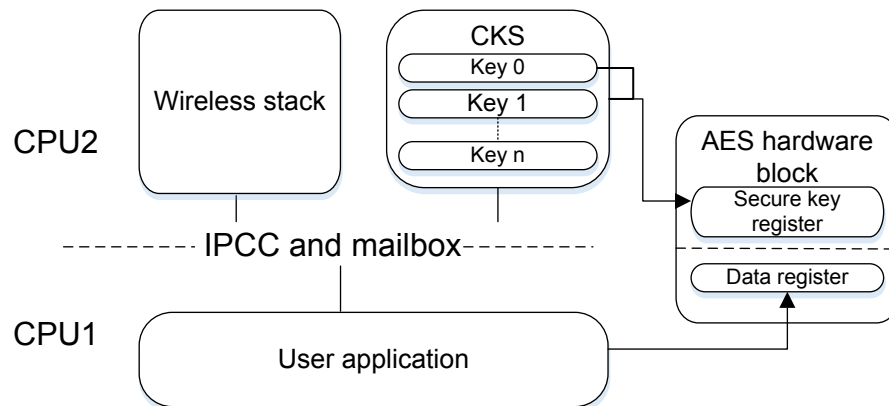 CPU2
Wireless stack
CKS
Key 0
Key 1
Key n
AES hardware
block
Secure key
register
IPCC and mailbox
Data register
CPU1
User application